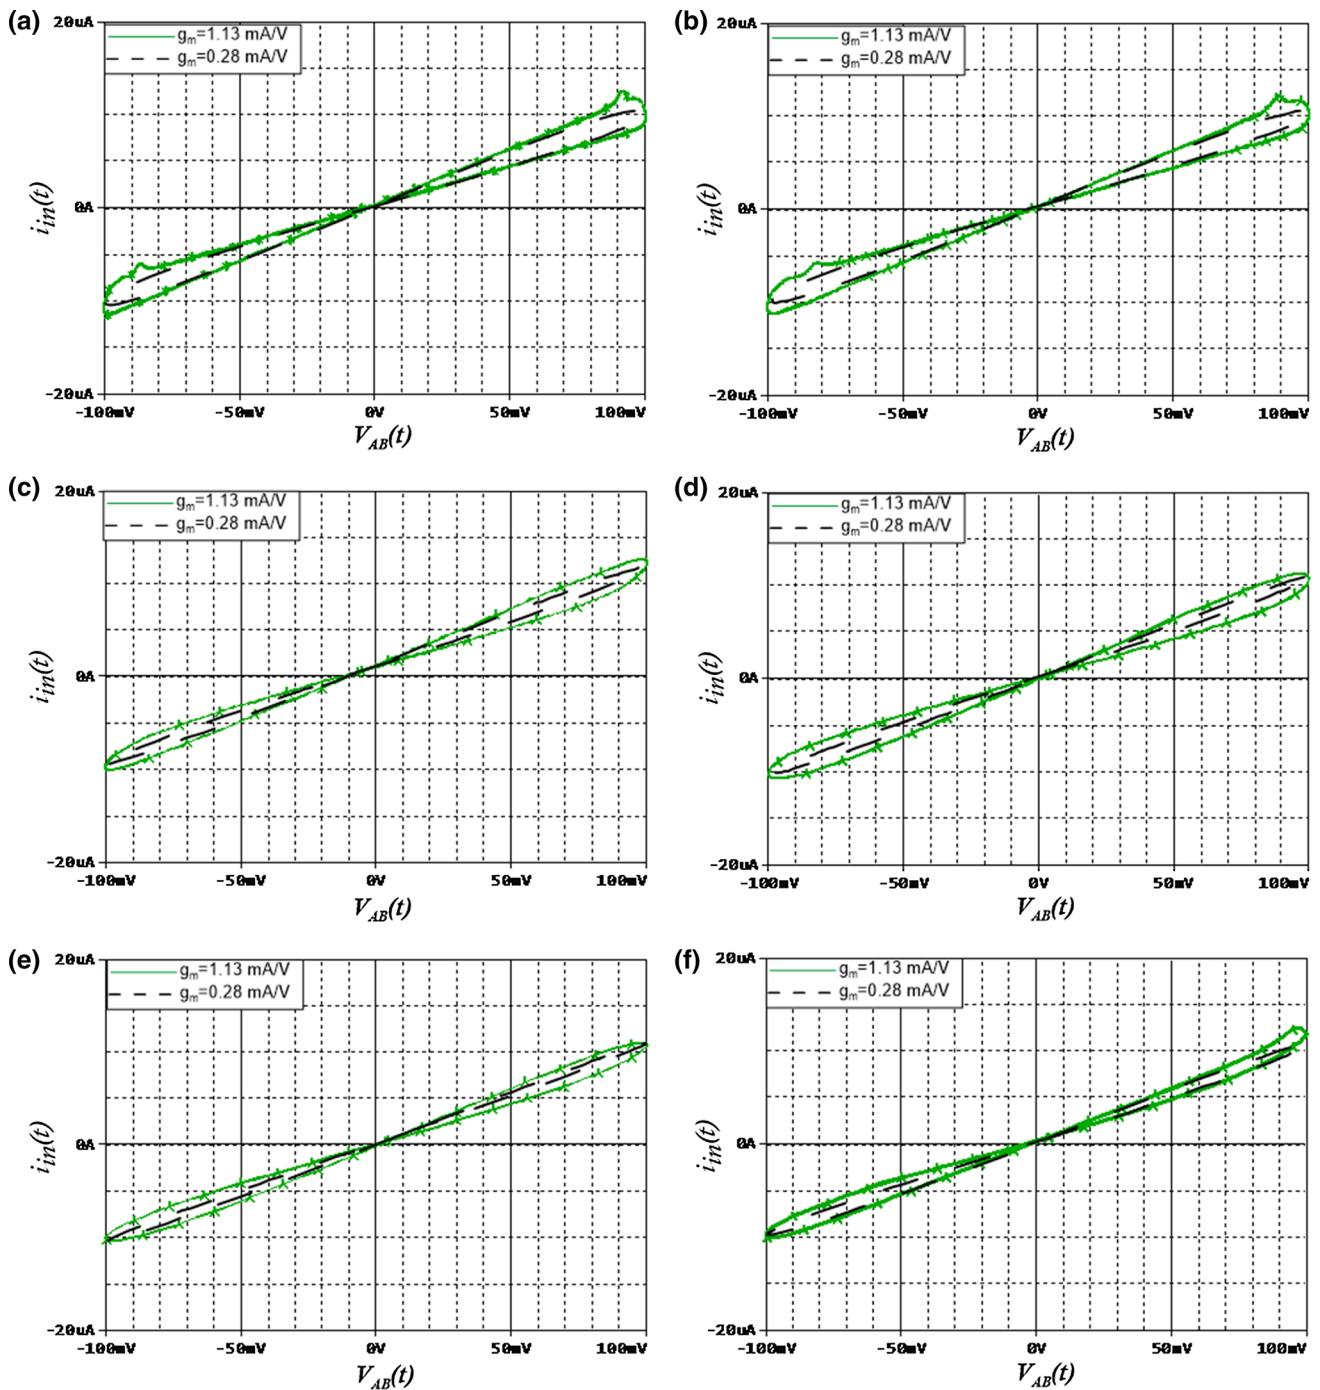 (a)
20uA
gm=1.13 mA/V
gm=0.28 mA/V
iin(t)
0A
-20uA
-100mV -50mV 0V 50mV 100mV
VAB(t)
(b)
20uA
gm=1.13 mA/V
gm=0.28 mA/V
iin(t)
0A
-20uA
-100mV -50mV 0V 50mV 100mV
VAB(t)
(c)
20uA
gm=1.13 mA/V
gm=0.28 mA/V
iin(t)
0A
-20uA
-100mV -50mV 0V 50mV 100mV
VAB(t)
(d)
20uA
gm=1.13 mA/V
gm=0.28 mA/V
iin(t)
0A
-20uA
-100mV -50mV 0V 50mV 100mV
VAB(t)
(e)
20uA
gm=1.13 mA/V
gm=0.28 mA/V
iin(t)
0A
-20uA
-100mV -50mV 0V 50mV 100mV
VAB(t)
(f)
20uA
gm=1.13 mA/V
gm=0.28 mA/V
iin(t)
0A
-20uA
-100mV -50mV 0V 50mV 100mV
VAB(t)